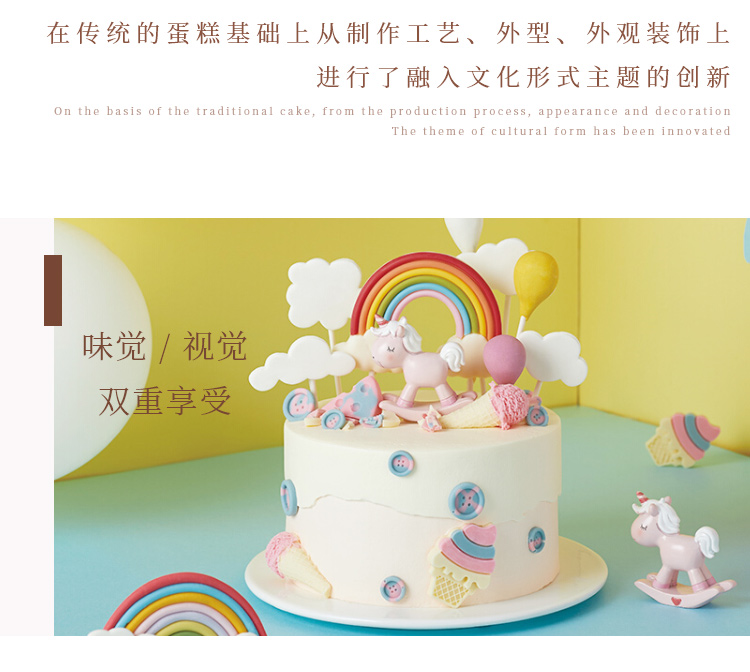 在传统的蛋糕基础上从制作工艺、外型、外观装饰上
进行了融入文化形式主题的创新
On the basis of the traditional cake, from the production process, appearance and decoration
The theme of cultural form has been innovated
味觉 / 视觉
双重享受